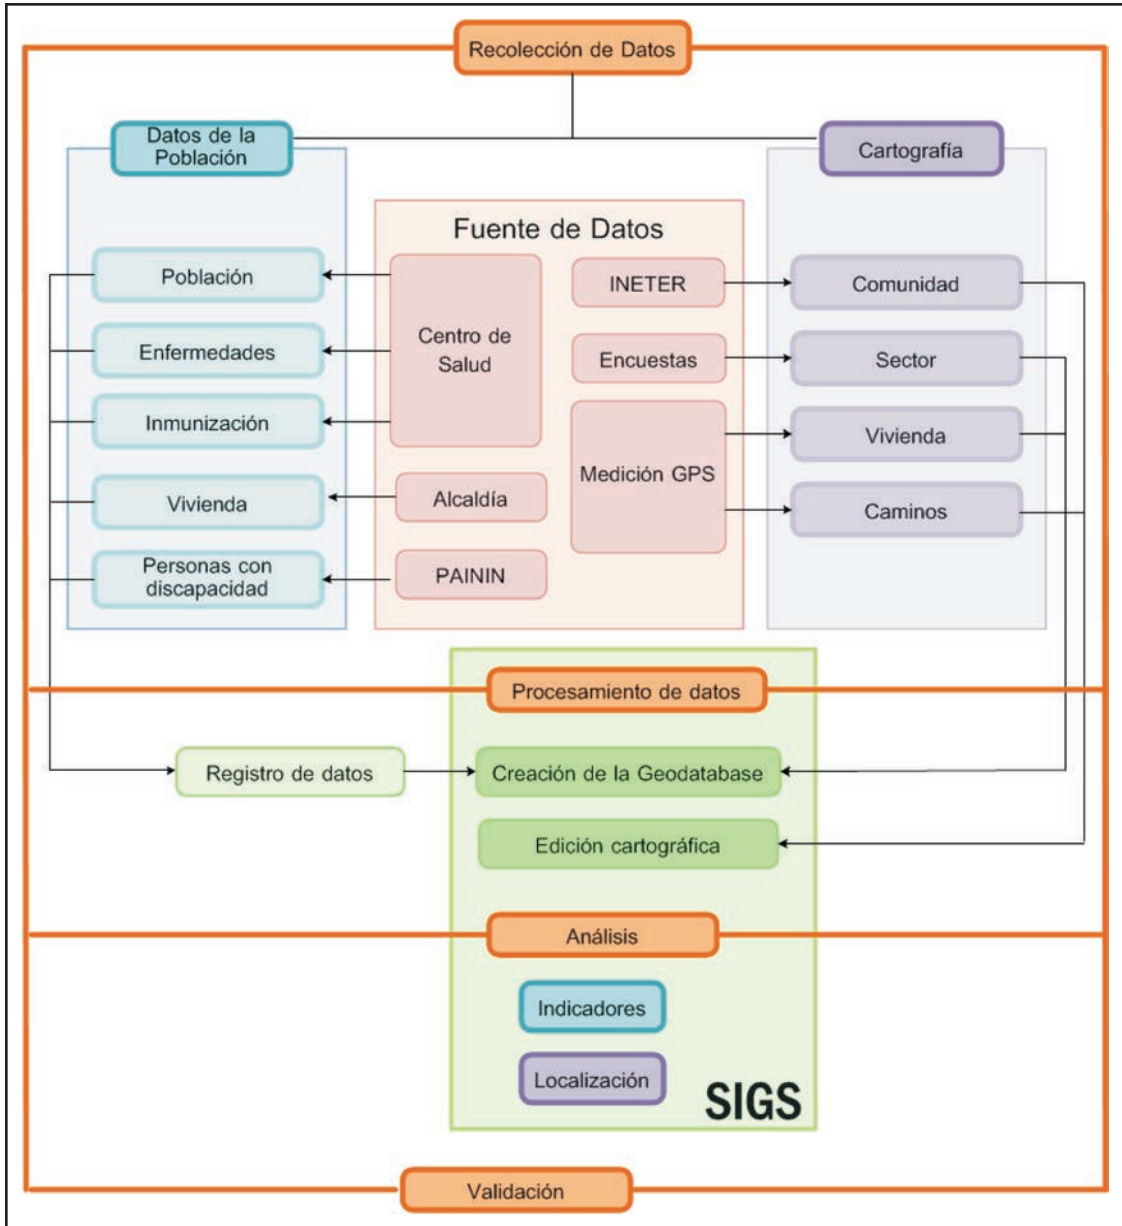 Recolección de Datos
Datos de la
Población
Cartografía
Fuente de Datos
Población
Enfermedades
Inmunización
Vivienda
Personas con
discapacidad
Centro de
Salud
Alcaldía
PAININ
INETER
Encuestas
Medición GPS
Comunidad
Sector
Vivienda
Caminos
Procesamiento de datos
Registro de datos
Creación de la Geodatabase
Edición cartográfica
Análisis
Indicadores
Localización
SIGS
Validación